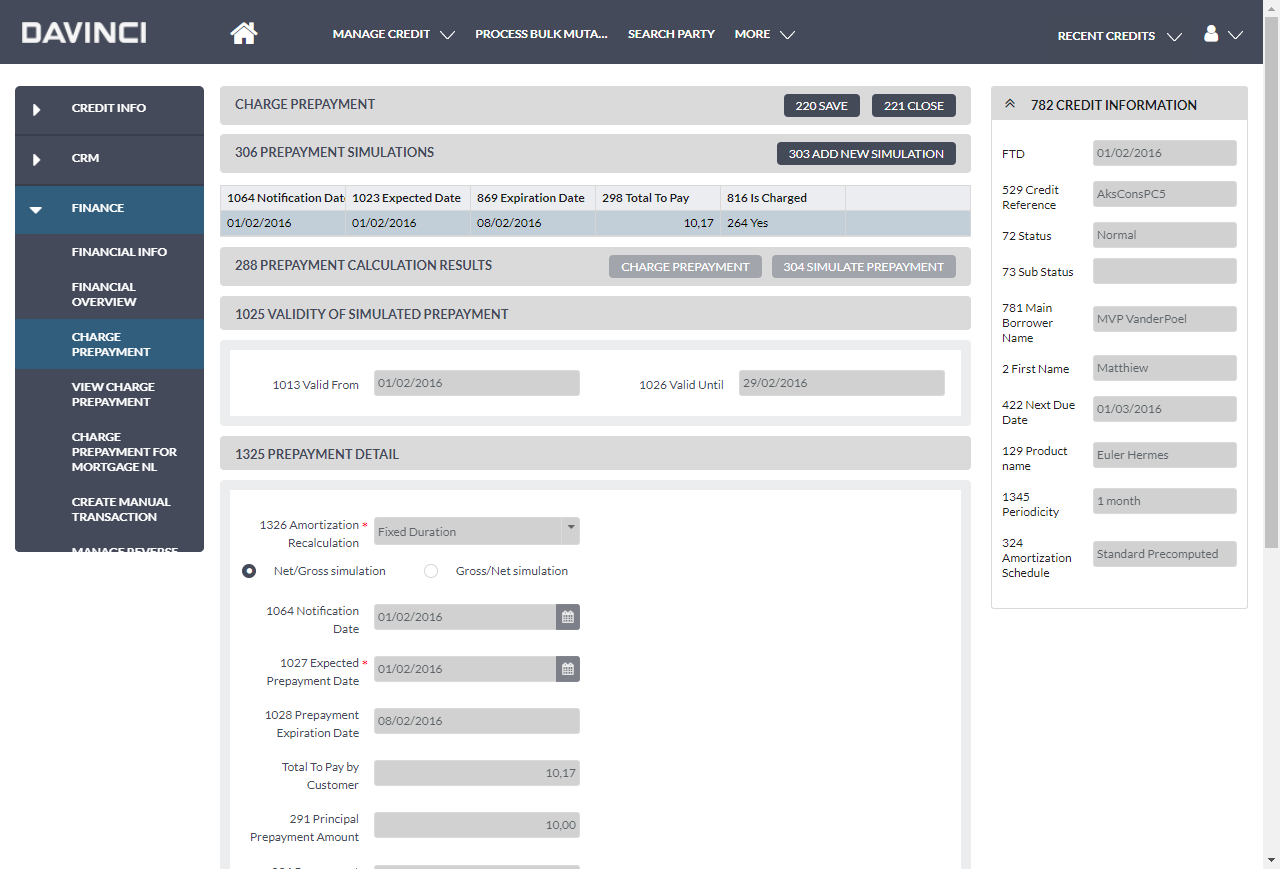 DAVINCI
MANAGE CREDIT
PROCESS BULK MUTA...
SEARCH PARTY
MORE
RECENT CREDITS
CREDIT INFO
CRM
FINANCE
FINANCIAL INFO
FINANCIAL
OVERVIEW
CHARGE
PREPAYMENT
VIEW CHARGE
PREPAYMENT
CHARGE
PREPAYMENT FOR
MORTGAGE NL
CREATE MANUAL
TRANSACTION
MANAGE REVERSE
CHARGE PREPAYMENT
220 SAVE
221 CLOSE
306 PREPAYMENT SIMULATIONS
303 ADD NEW SIMULATION
1064 Notification Date 1023 Expected Date 869 Expiration Date 298 Total To Pay 816 Is Charged
01/02/2016 01/02/2016 08/02/2016 10,17 264 Yes
288 PREPAYMENT CALCULATION RESULTS
CHARGE PREPAYMENT
304 SIMULATE PREPAYMENT
1025 VALIDITY OF SIMULATED PREPAYMENT
1013 Valid From 01/02/2016 1026 Valid Until 29/02/2016
1325 PREPAYMENT DETAIL
1326 Amortization *
Recalculation
Fixed Duration
Net/Gross simulation Gross/Net simulation
1064 Notification
Date
01/02/2016
1027 Expected *
Prepayment Date
01/02/2016
1028 Prepayment
Expiration Date
08/02/2016
Total To Pay by
Customer
10,17
291 Principal
Prepayment Amount
10,00
782 CREDIT INFORMATION
FTD 01/02/2016
529 Credit
Reference
AksConsPC5
72 Status Normal
73 Sub Status
781 Main
Borrower
Name
MVP VanderPoel
2 First Name Matthiew
422 Next Due
Date
01/03/2016
129 Product
name
Euler Hermes
1345
Periodicity
1 month
324
Amortization
Schedule
Standard Precomputed